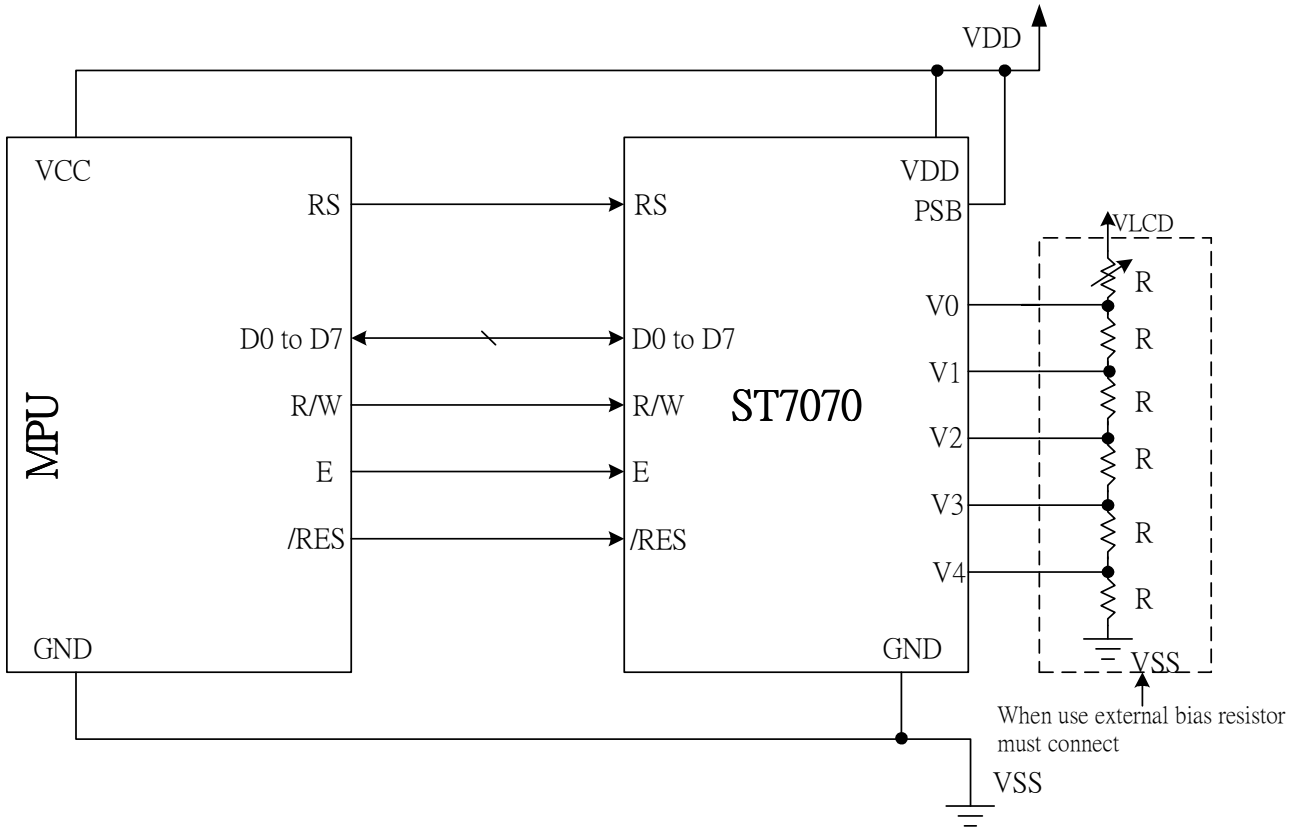 VDD
VCC
VDD
RS
RS
PSB
VLCD
R
V0
D0 to D7
D0 to D7
R
V1
MPU
R/W
R/W
ST7070
R
V2
E
E
R
V3
/RES
/RES
R
V4
R
GND
GND
VSS
When use external bias resistor
must connect
VSS